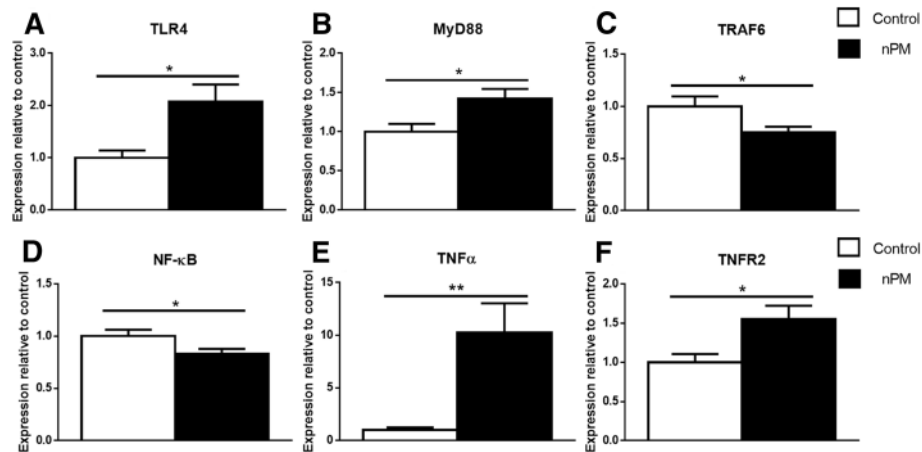 A
TLR4
Expression relative to control
3.0
2.0
1.0
0.0
*
B
MyD88
Expression relative to control
2.0
1.5
1.0
0.5
0.0
*
C
TRAF6
Expression relative to control
1.5
1.0
0.5
0.0
*
Control
nPM
D
NF-κB
Expression relative to control
1.5
1.0
0.5
0.0
*
E
TNFα
Expression relative to control
15
10
5
0
**
F
TNFR2
Expression relative to control
2.0
1.5
1.0
0.5
0.0
*
Control
nPM